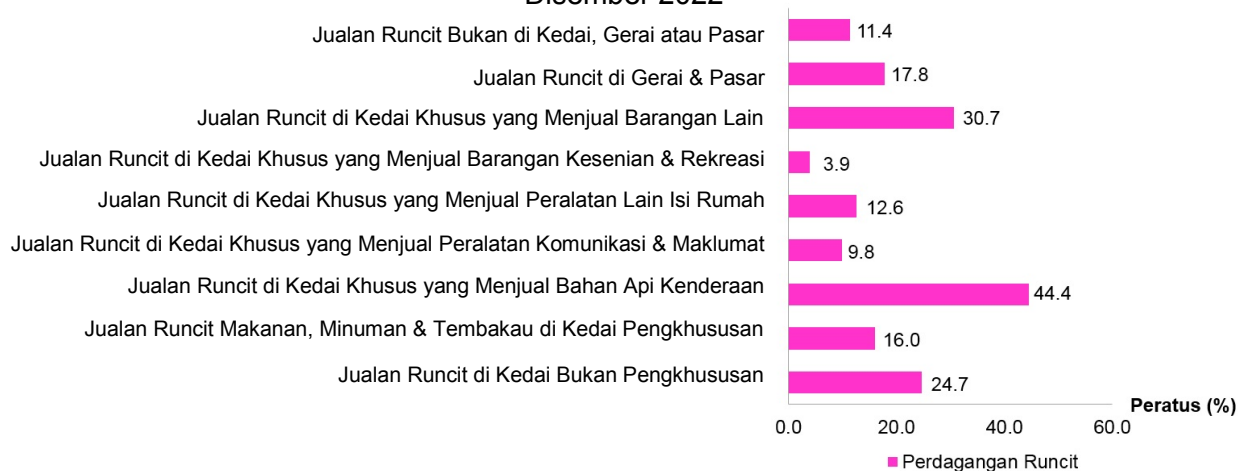 Disember 2022
Jualan Runcit Bukan di Kedai, Gerai atau Pasar 11.4
Jualan Runcit di Gerai & Pasar 17.8
Jualan Runcit di Kedai Khusus yang Menjual Barangan Lain 30.7
Jualan Runcit di Kedai Khusus yang Menjual Barangan Kesenian & Rekreasi 3.9
Jualan Runcit di Kedai Khusus yang Menjual Peralatan Lain Isi Rumah 12.6
Jualan Runcit di Kedai Khusus yang Menjual Peralatan Komunikasi & Maklumat 9.8
Jualan Runcit di Kedai Khusus yang Menjual Bahan Api Kenderaan 44.4
Jualan Runcit Makanan, Minuman & Tembakau di Kedai Pengkhususan 16.0
Jualan Runcit di Kedai Bukan Pengkhususan 24.7
Peratus (%)
0.0 20.0 40.0 60.0
Perdagangan Runcit